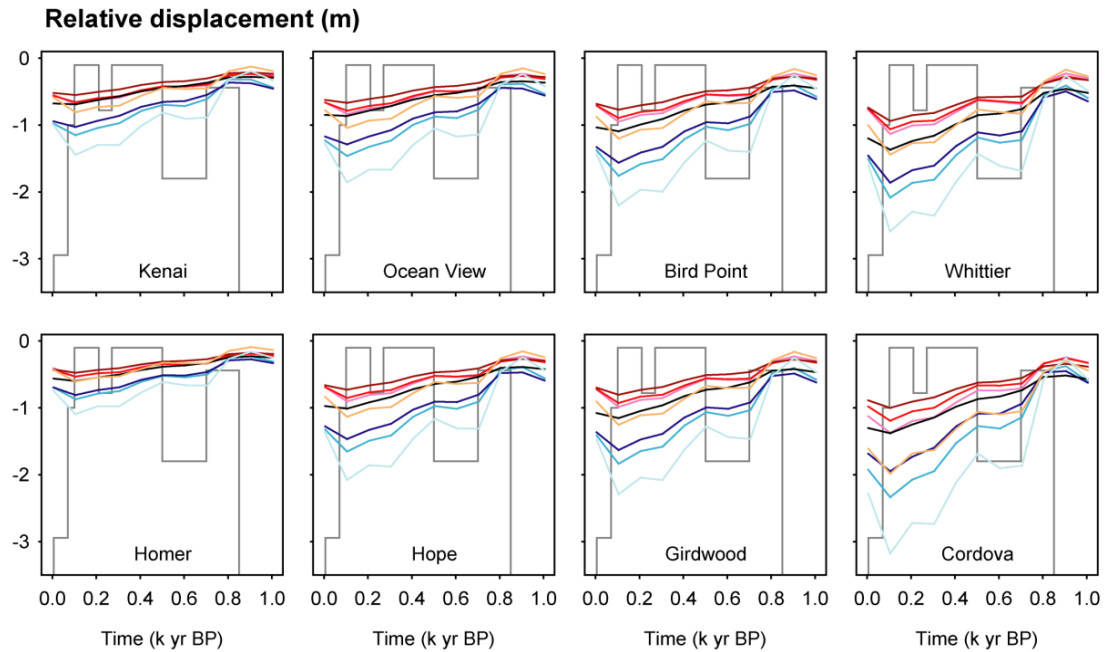 Relative displacement (m)
0
-1
-2
-3
Kenai
Ocean View
Bird Point
Whittier
0
-1
-2
-3
Homer
Hope
Girdwood
Cordova
0.0 0.2 0.4 0.6 0.8 1.0
0.0 0.2 0.4 0.6 0.8 1.0
0.0 0.2 0.4 0.6 0.8 1.0
0.0 0.2 0.4 0.6 0.8 1.0
Time (k yr BP)
Time (k yr BP)
Time (k yr BP)
Time (k yr BP)